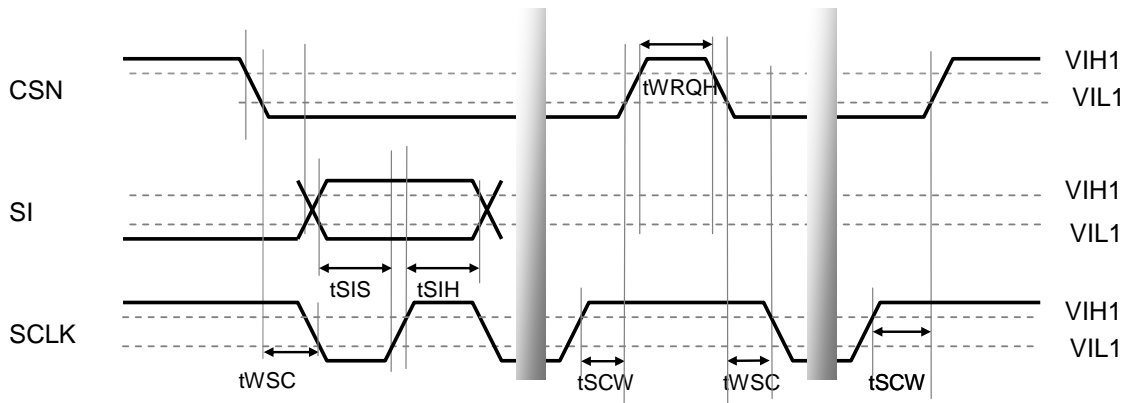 CSN
tWRQH
VIH1
VIL1
SI
VIH1
VIL1
tSIS
tSIH
SCLK
VIH1
VIL1
tWSC
tSCW
tWSC
tSCW